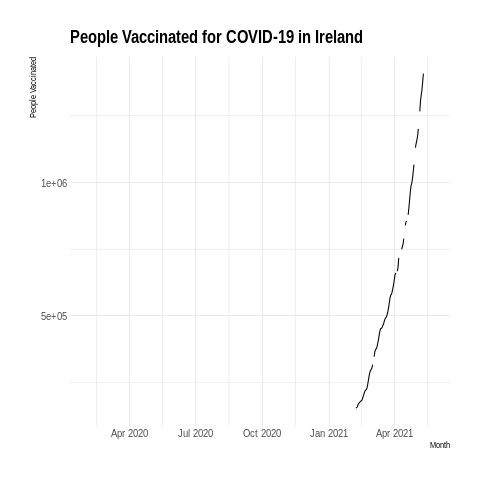 People Vaccinated for COVID-19 in Ireland
People Vaccinated
1e+06
5e+05
Apr 2020 Jul 2020 Oct 2020 Jan 2021 Apr 2021
Month